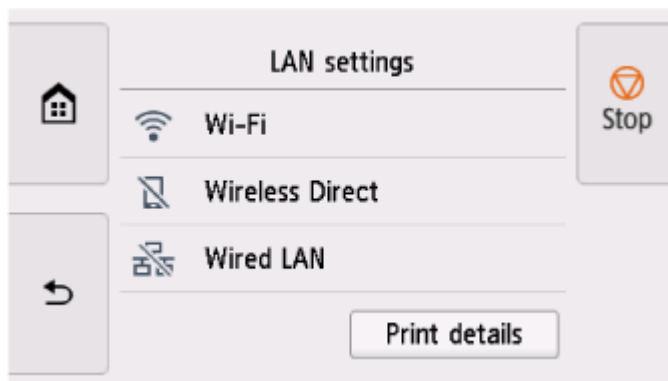 LAN settings
Wi-Fi
Stop
Wireless Direct
Wired LAN
Print details